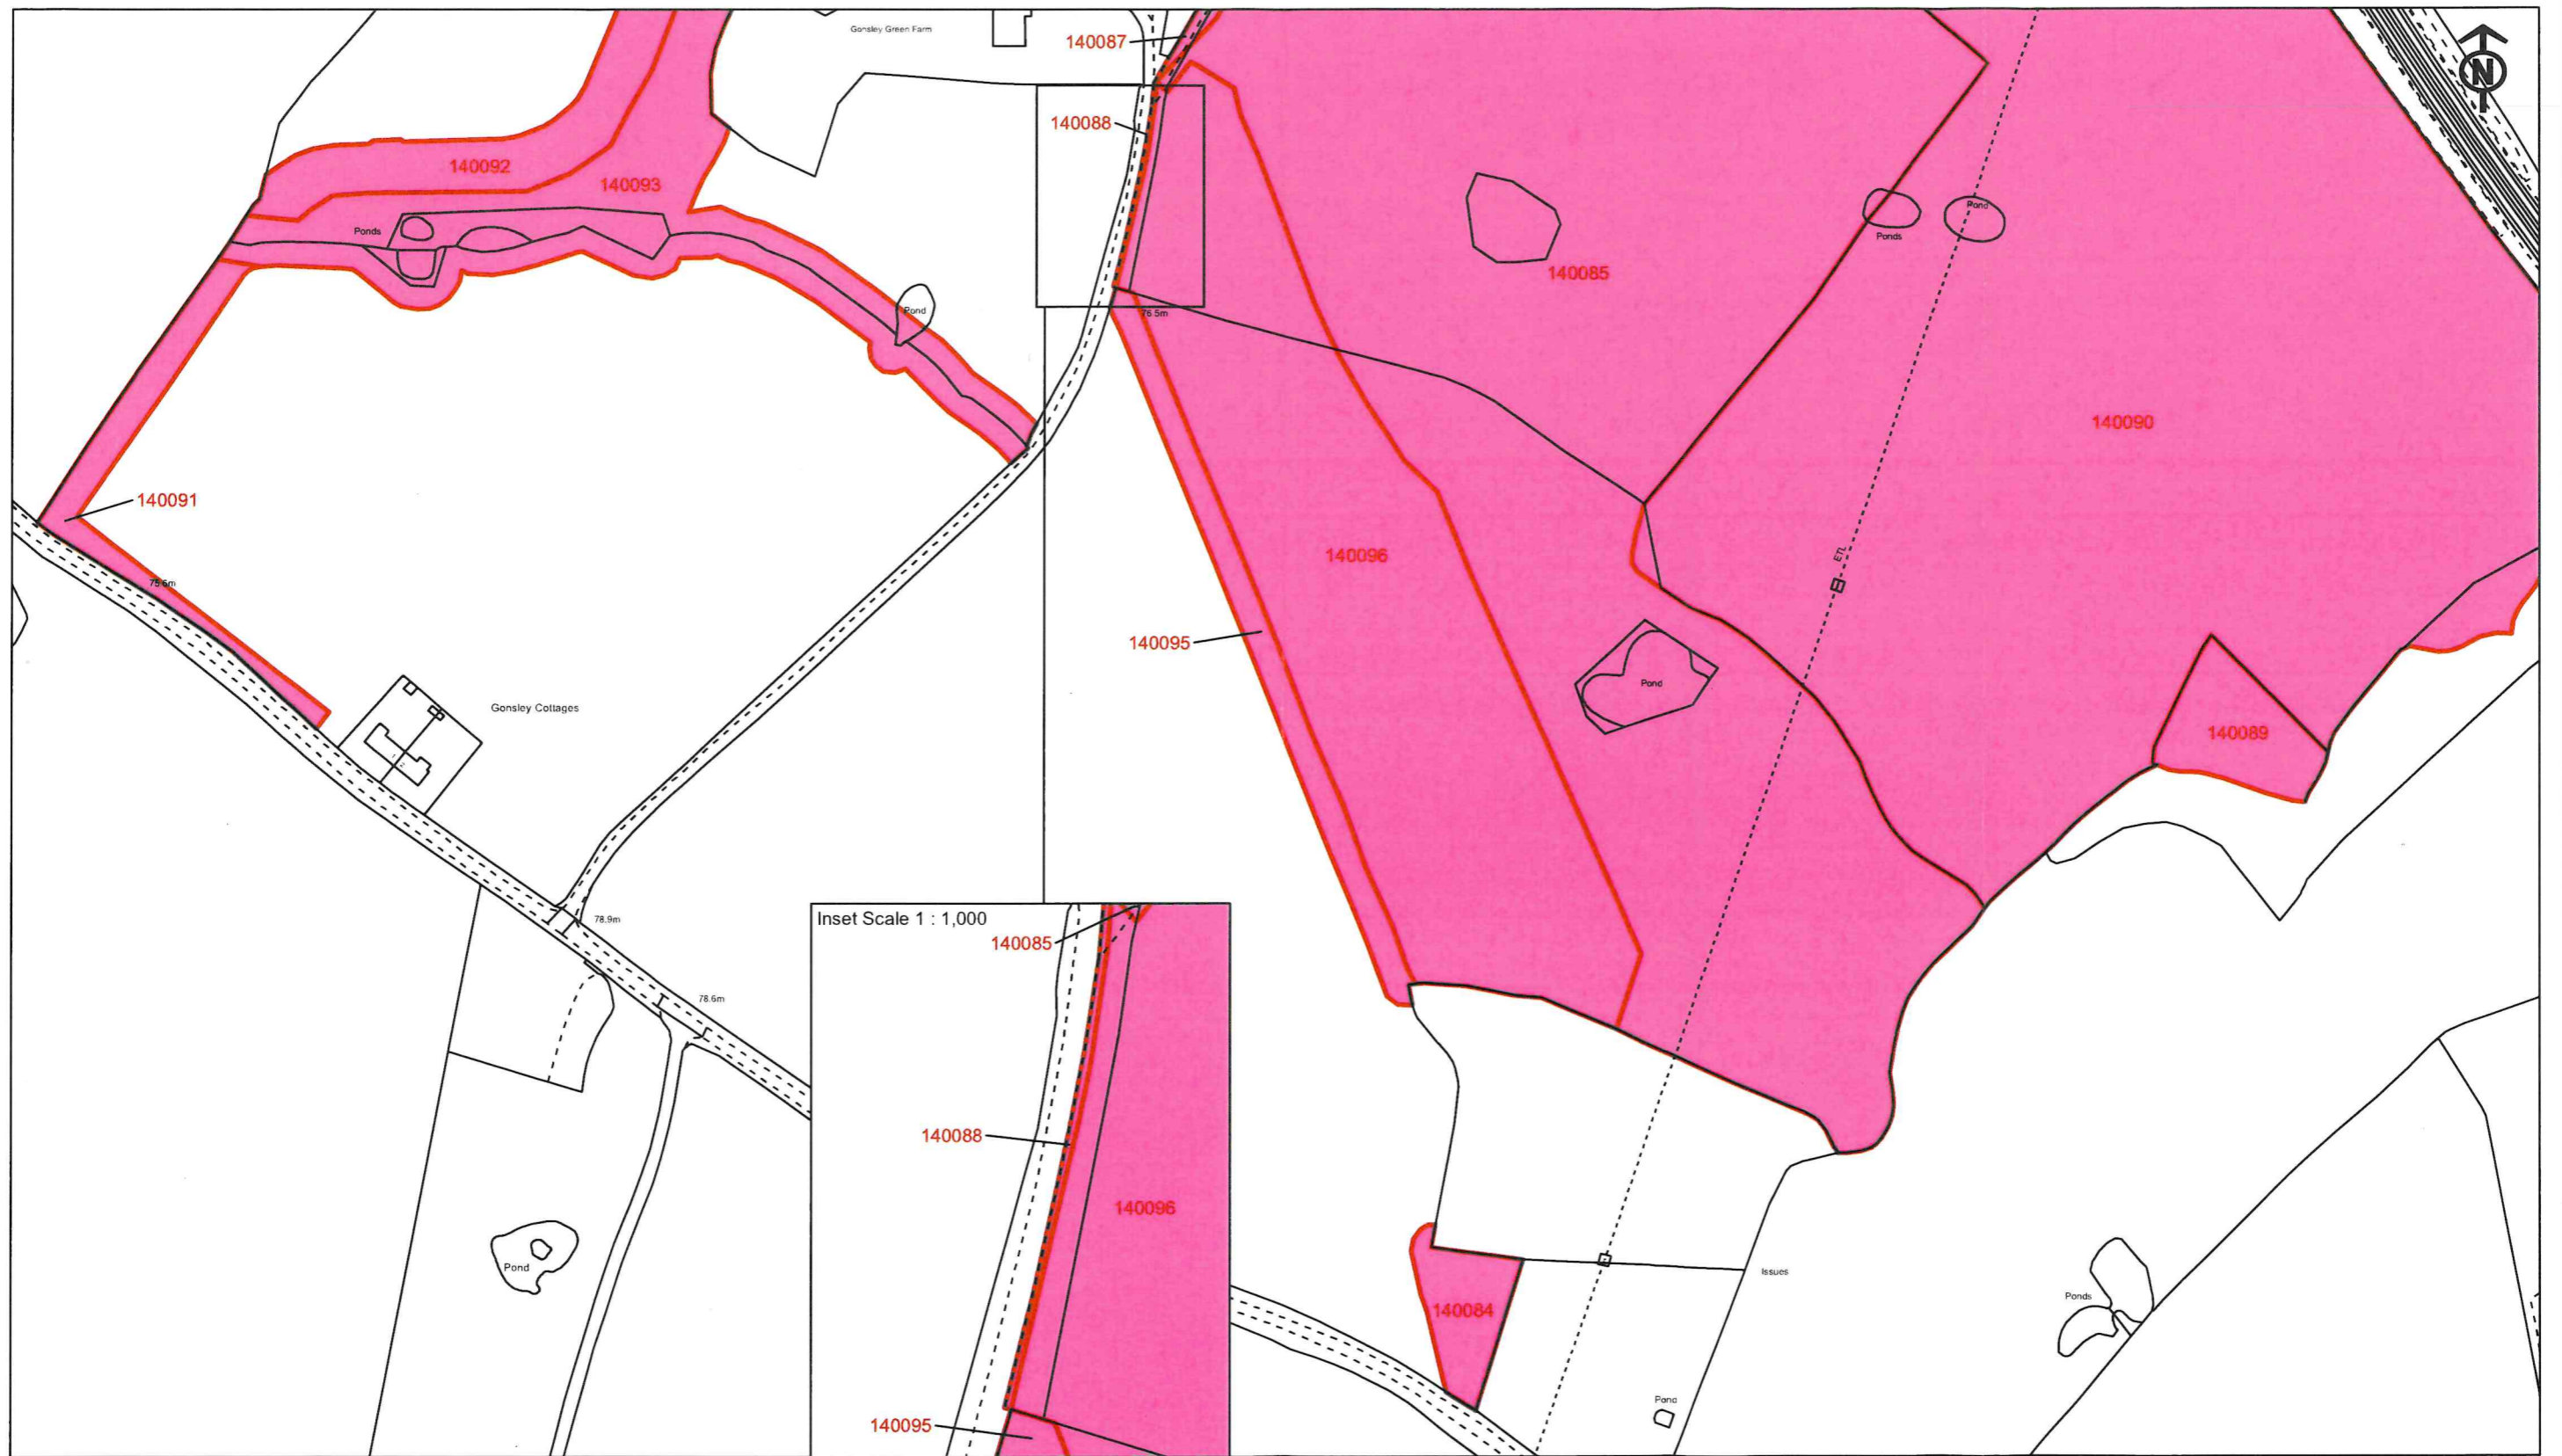 Gonsley Green Farm
140087
N
140088
140092
140093
Ponds
Pond
Ponds
Pond
140085
76.5m
140090
140091
140096
ETL
75.6m
140095
Pond
Gonsley Cottages
140089
78.9m
Inset Scale 1 : 1,000
140085
78.6m
140088
140096
Pond
Issues
Ponds
140084
Pond
140095